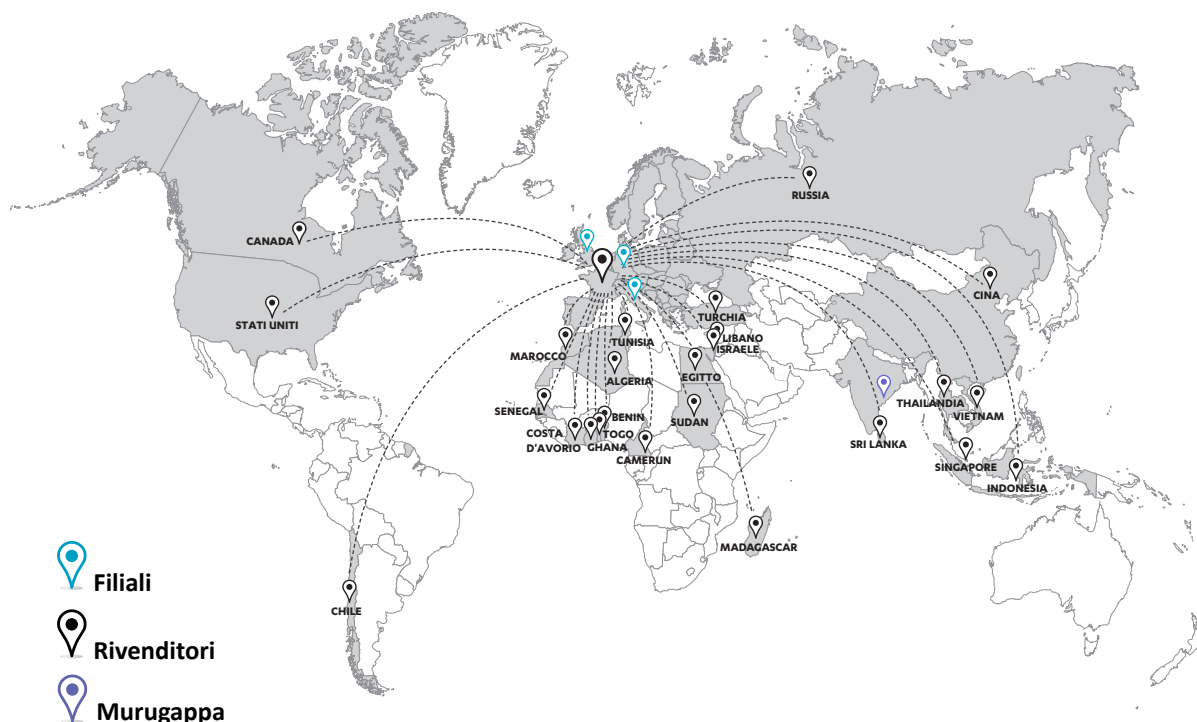 RUSSIA
CANADA
CINA
STATI UNITI
TURCHIA
TUNISIA
LIBANO
ISRAELE
MAROCCO
EGITTO
ALGERIA
THAILANDIA
SENEGAL
BENIN
VIETNAM
SUDAN
COSTA
D'AVORIO
TOGO
GHANA
SRI LANKA
CAMERUN
SINGAPORE
INDONESIA
MADAGASCAR
CHILE
Filiali
Rivenditori
Murugappa